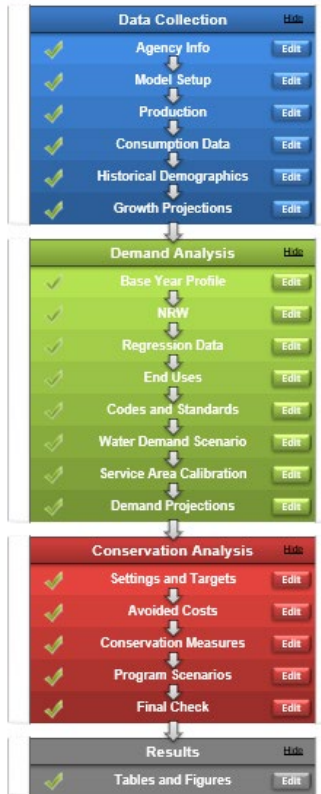 Data Collection Hide
Agency Info Edit
Model Setup Edit
Production Edit
Consumption Data Edit
Historical Demographics Edit
Growth Projections Edit
Demand Analysis Hide
Base Year Profile Edit
NRW Edit
Regression Data Edit
End Uses Edit
Codes and Standards Edit
Water Demand Scenario Edit
Service Area Calibration Edit
Demand Projections Edit
Conservation Analysis Hide
Settings and Targets Edit
Avoided Costs Edit
Conservation Measures Edit
Program Scenarios Edit
Final Check Edit
Results Hide
Tables and Figures Edit